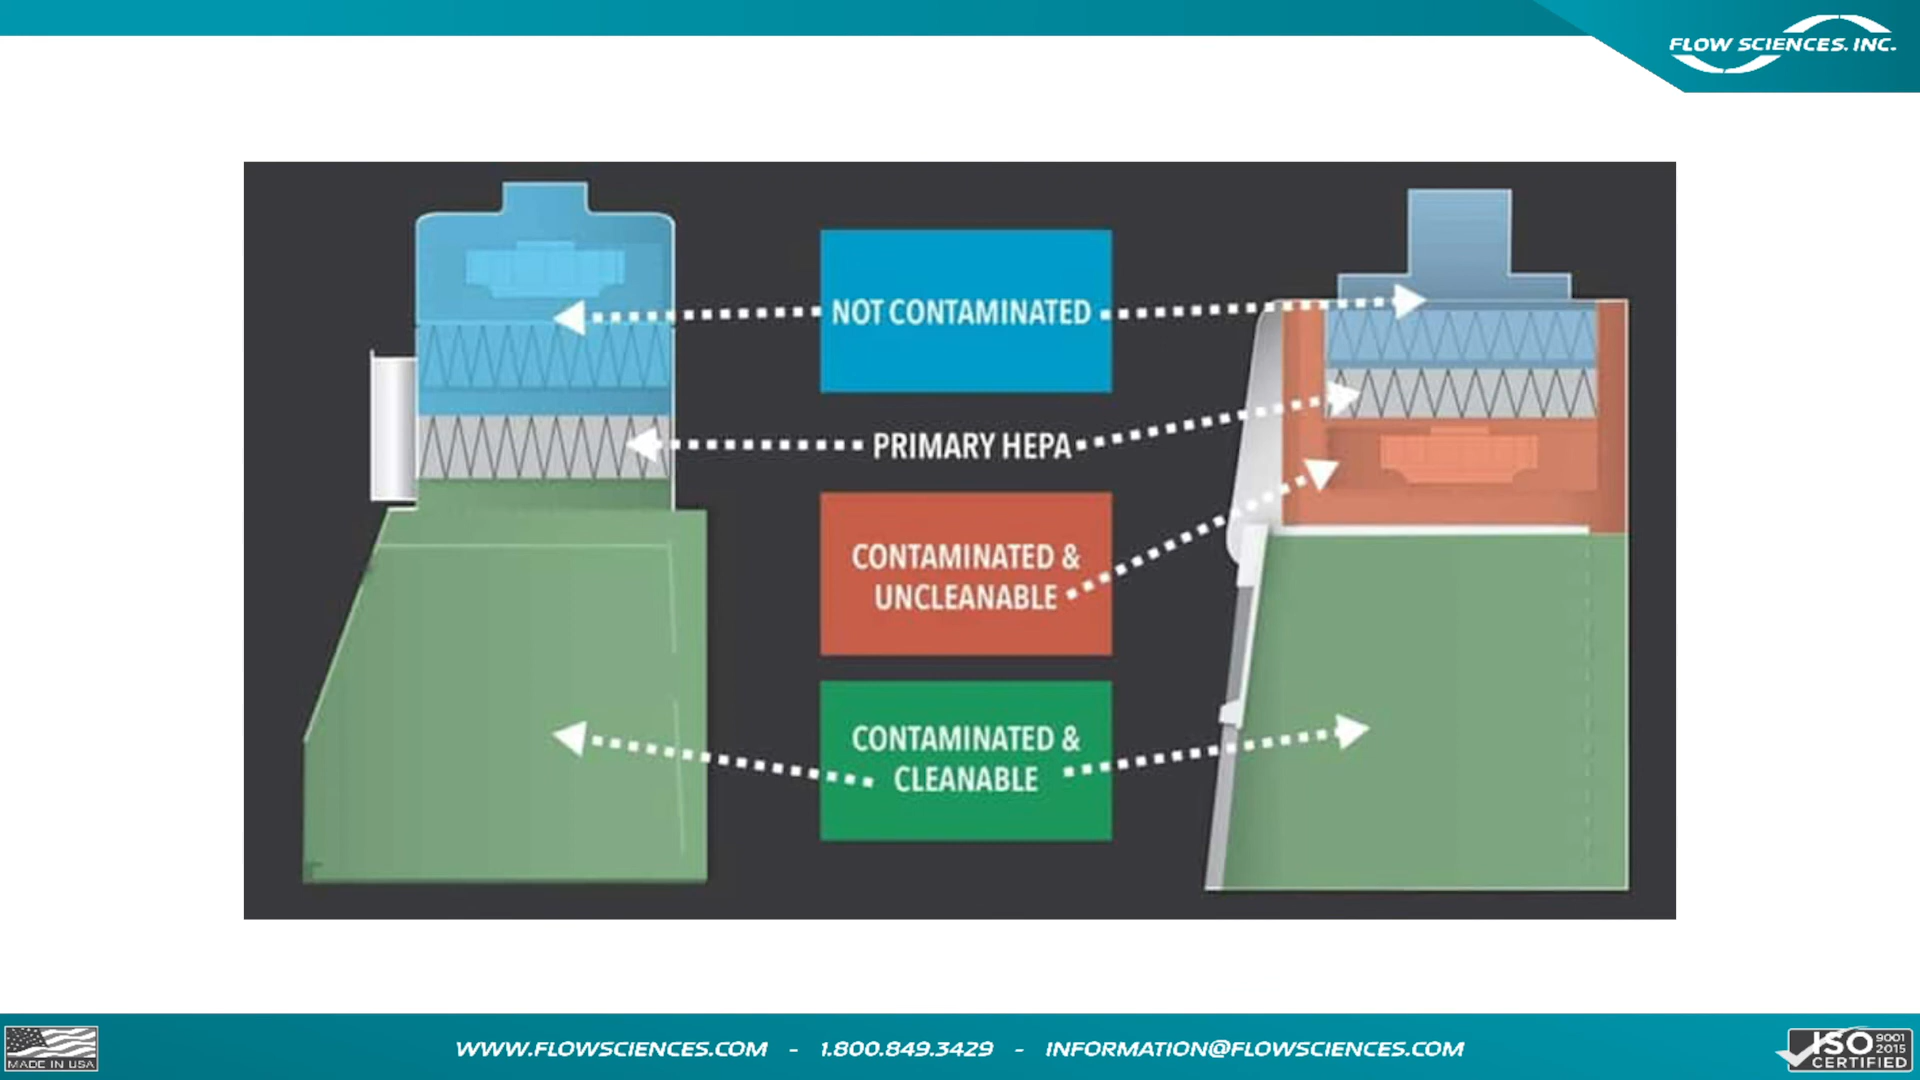 FLOW SCIENCES, INC.
NOT CONTAMINATED
PRIMARY HEPA
CONTAMINATED &
UNCLEANABLE
CONTAMINATED &
CLEANABLE
MADE IN USA
WWW.FLOWSCIENCES.COM - 1.800.849.3429 - INFORMATION@FLOWSCIENCES.COM
ISO 9001
2015
CERTIFIED